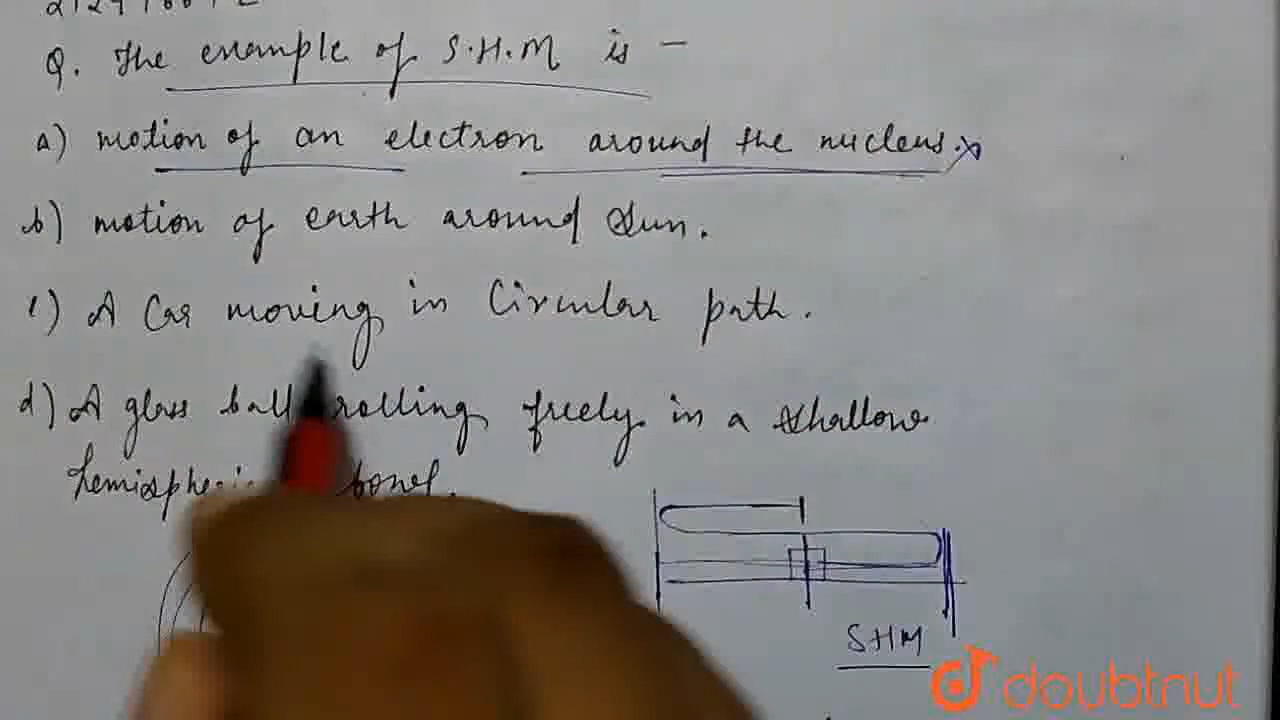 Q. The example of S.H.M is -
a) motion of an electron around the nucleus.
b) motion of earth around Sun.
c) A Car moving in Circular path.
d) A glass ball rolling freely in a shallow
SHM
doubtnut